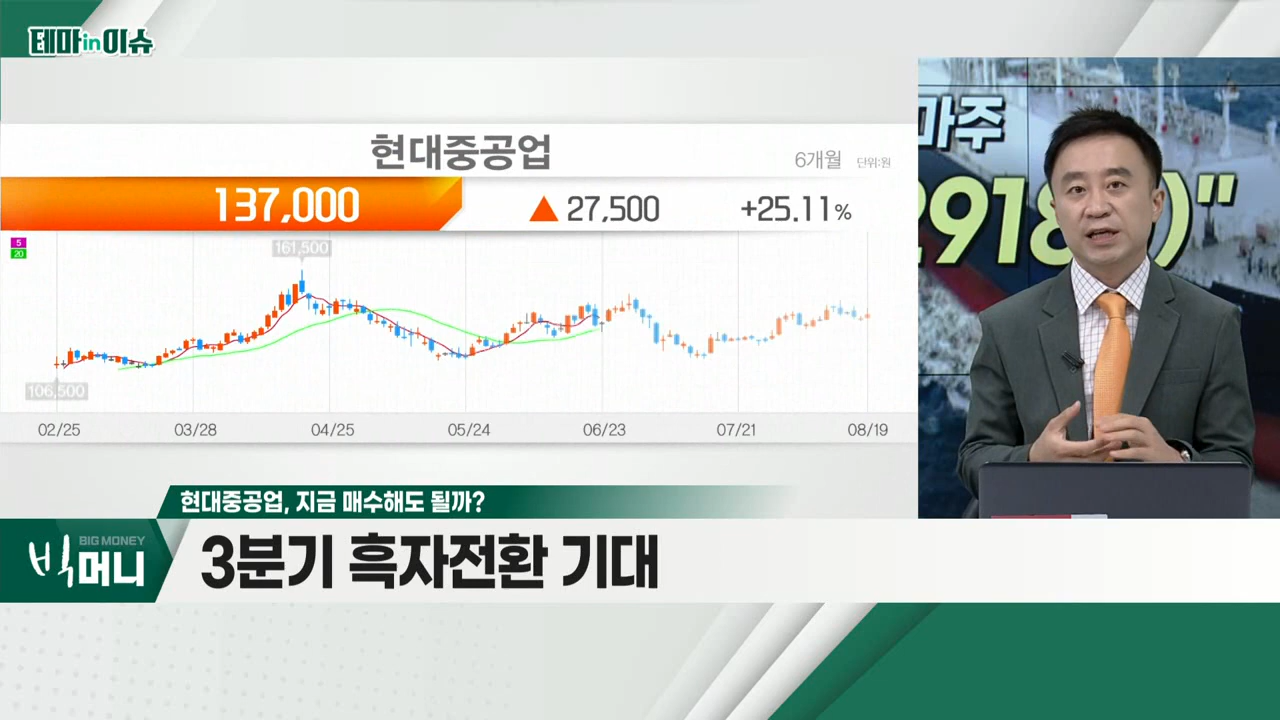 테마in이슈
현대중공업
6개월 단위:원
137,000 ▲ 27,500 +25.11%
5
20
161,500
106,500
02/25 03/28 04/25 05/24 06/23 07/21 08/19
마주
2918
)"
현대중공업, 지금 매수해도 될까?
BIG MONEY
빅머니
3분기 흑자전환 기대